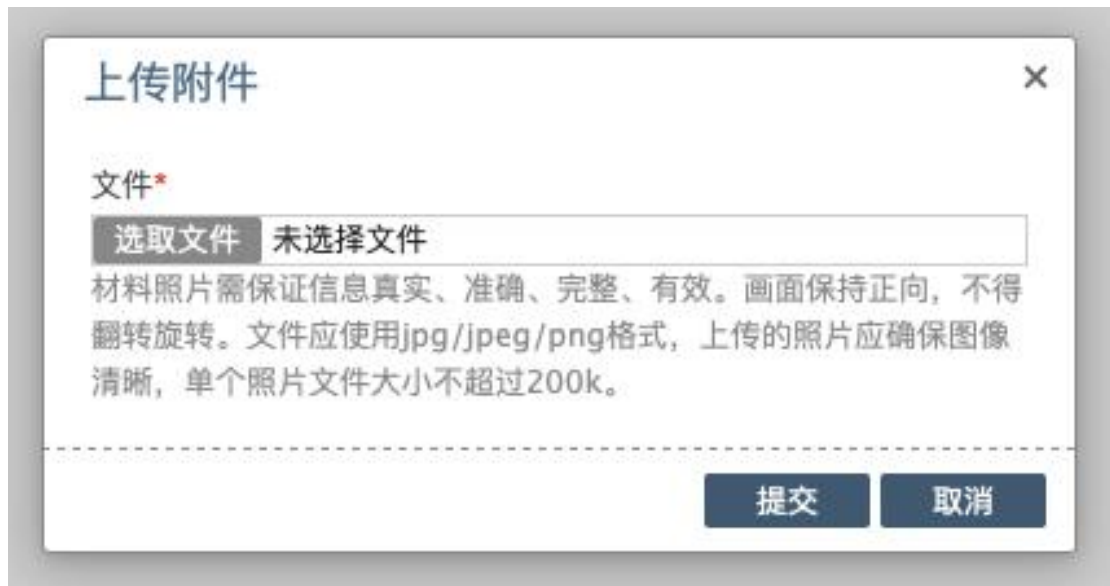 上传附件
×
文件*
选取文件 未选择文件
材料照片需保证信息真实、准确、完整、有效。画面保持正向，不得
翻转旋转。文件应使用jpg/jpeg/png格式，上传的照片应确保图像
清晰，单个照片文件大小不超过200k。
提交 取消